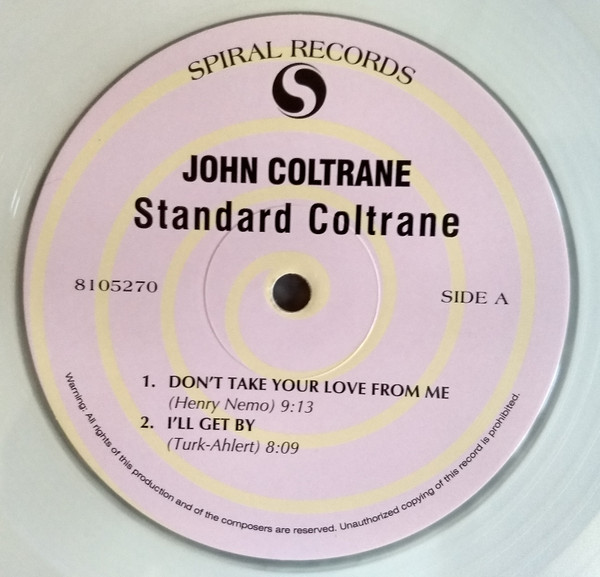 SPIRAL RECORDS
JOHN COLTRANE
Standard Coltrane
8105270
SIDE A
1. DON'T TAKE YOUR LOVE FROM ME
(Henry Nemo) 9:13
2. I'LL GET BY
(Turk-Ahlert) 8:09
Warning: All rights of this production and of the composers are reserved. Unauthorized copying of this record is prohibited.